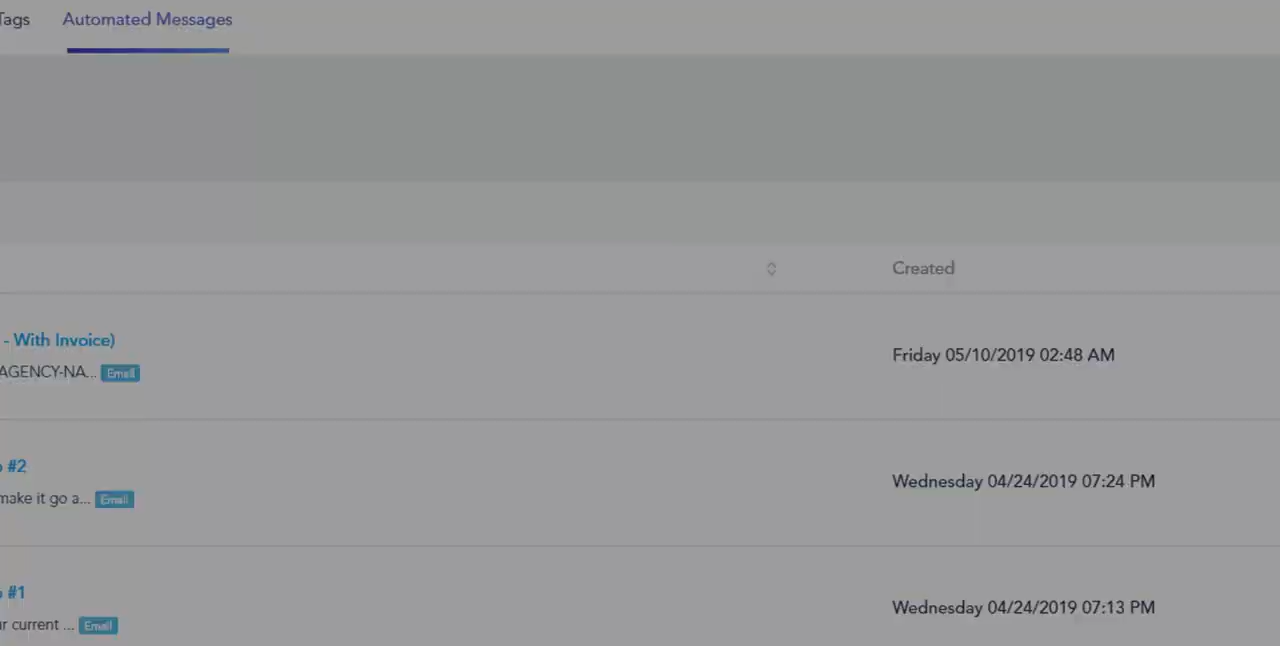 Tags Automated Messages
Created
- With Invoice)
AGENCY-NA... Email
Friday 05/10/2019 02:48 AM
#2
make it go a... Email
Wednesday 04/24/2019 07:24 PM
#1
current ... Email
Wednesday 04/24/2019 07:13 PM